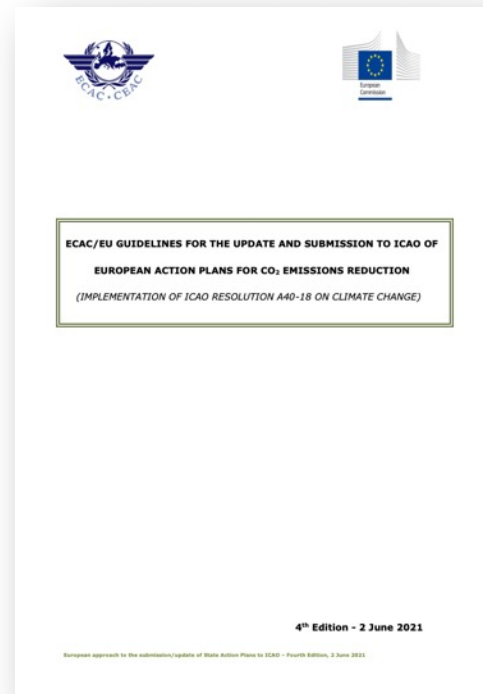 ECAC · CEAC
European
Commission
ECAC/EU GUIDELINES FOR THE UPDATE AND SUBMISSION TO ICAO OF
EUROPEAN ACTION PLANS FOR CO₂ EMISSIONS REDUCTION
(IMPLEMENTATION OF ICAO RESOLUTION A40-18 ON CLIMATE CHANGE)
4th Edition - 2 June 2021
European approach to the submission/update of State Action Plans to ICAO – Fourth Edition, 2 June 2021